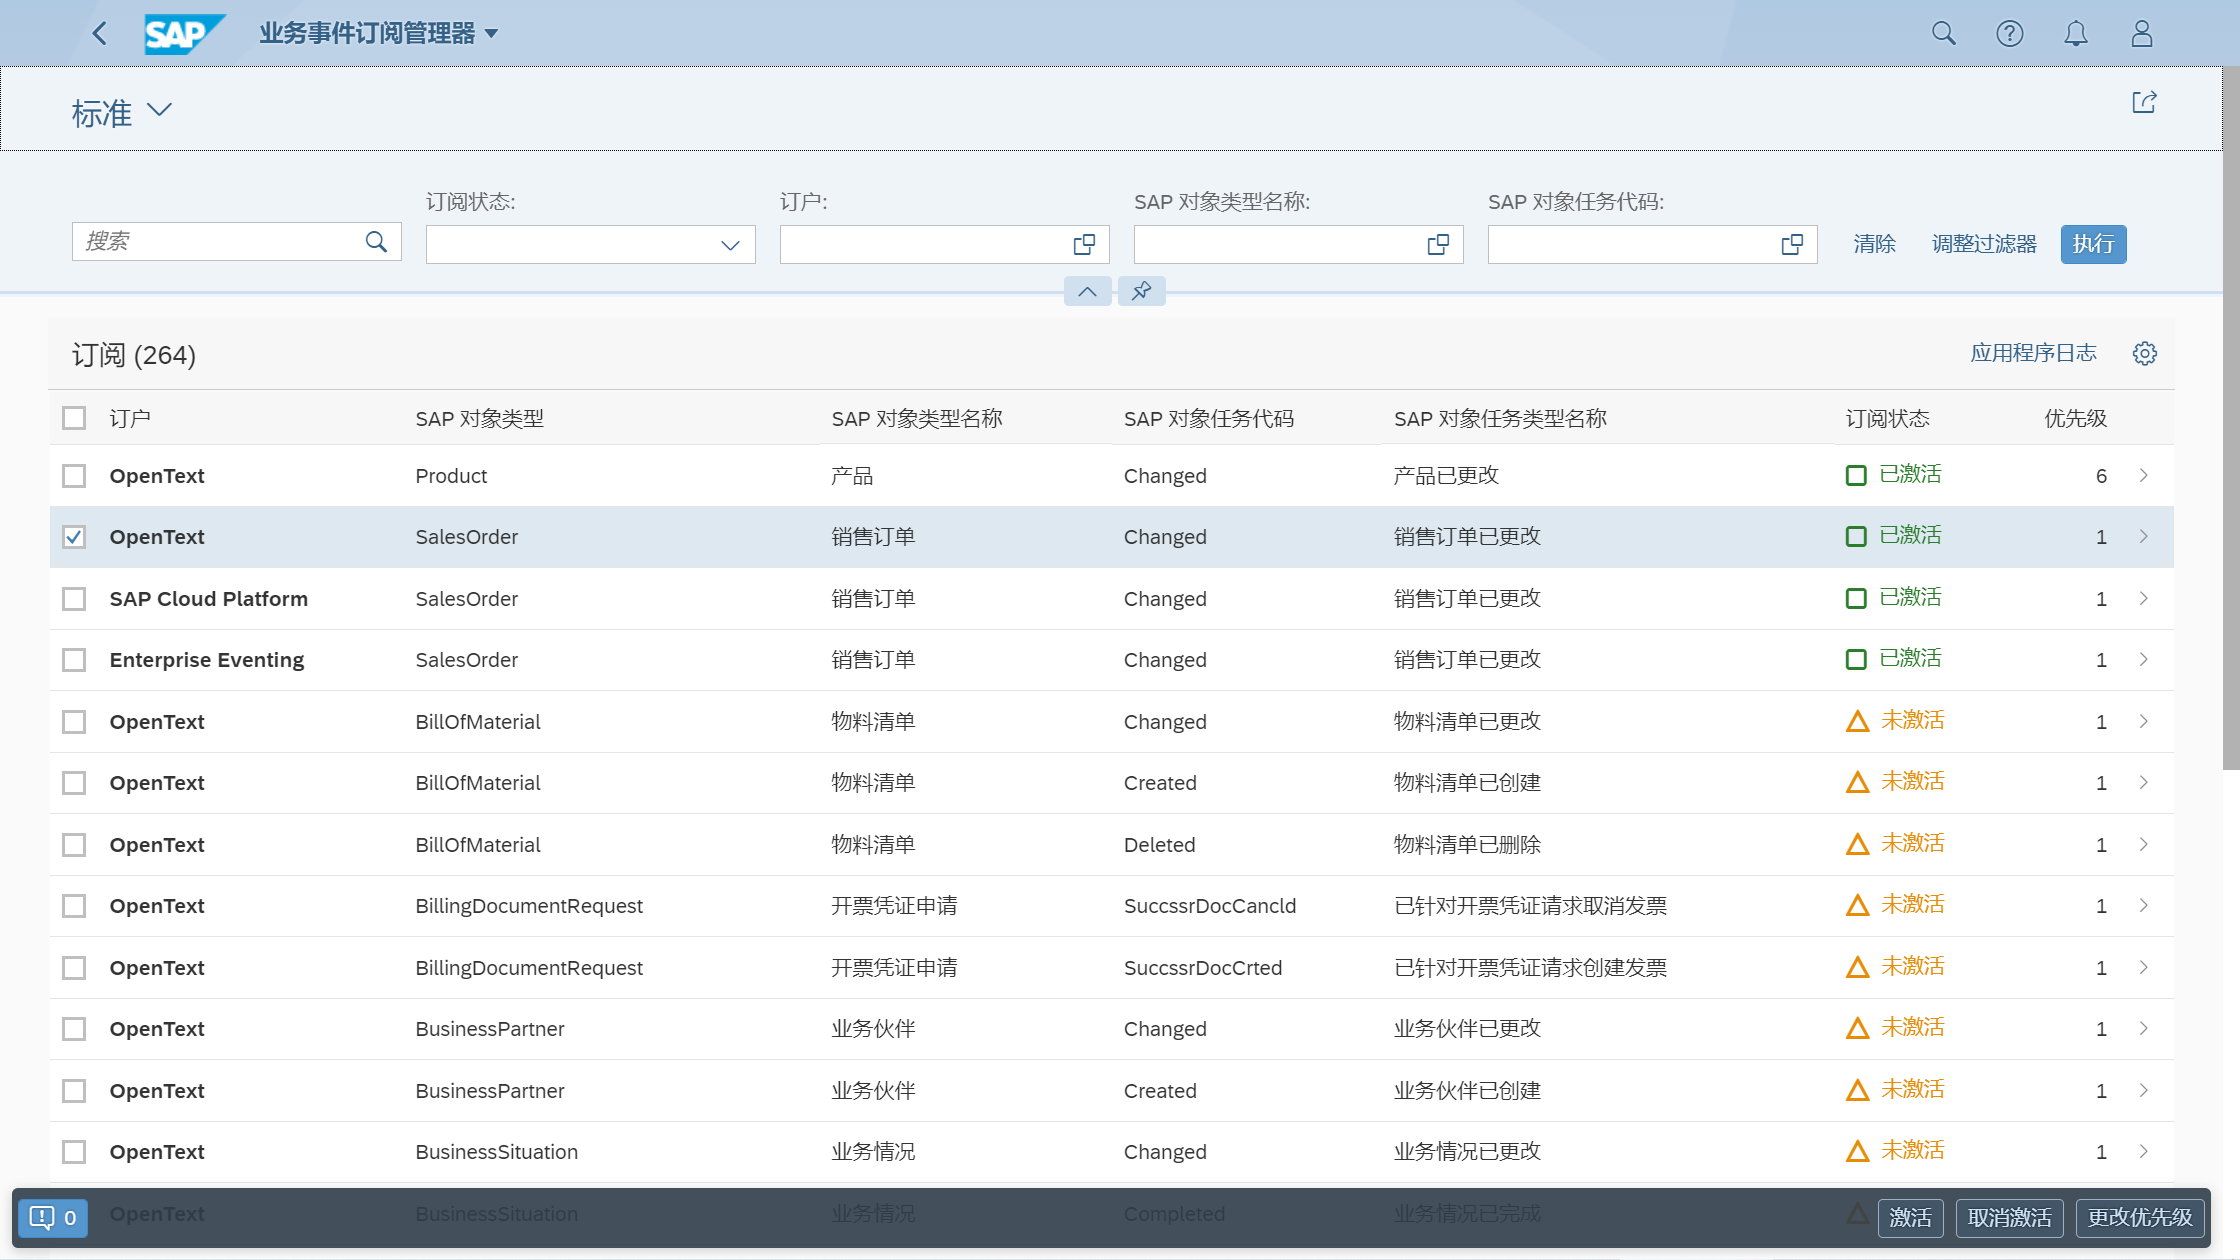 SAP 业务事件订阅管理器
标准
订阅状态: 订户: SAP 对象类型名称: SAP 对象任务代码:
搜索 清除 调整过滤器 执行
订阅 (264) 应用程序日志
订户 SAP 对象类型 SAP 对象类型名称 SAP 对象任务代码 SAP 对象任务类型名称 订阅状态 优先级
OpenText Product 产品 Changed 产品已更改 已激活 6
OpenText SalesOrder 销售订单 Changed 销售订单已更改 已激活 1
SAP Cloud Platform SalesOrder 销售订单 Changed 销售订单已更改 已激活 1
Enterprise Eventing SalesOrder 销售订单 Changed 销售订单已更改 已激活 1
OpenText BillOfMaterial 物料清单 Changed 物料清单已更改 未激活 1
OpenText BillOfMaterial 物料清单 Created 物料清单已创建 未激活 1
OpenText BillOfMaterial 物料清单 Deleted 物料清单已删除 未激活 1
OpenText BillingDocumentRequest 开票凭证申请 SuccssrDocCancld 已针对开票凭证请求取消发票 未激活 1
OpenText BillingDocumentRequest 开票凭证申请 SuccssrDocCrted 已针对开票凭证请求创建发票 未激活 1
OpenText BusinessPartner 业务伙伴 Changed 业务伙伴已更改 未激活 1
OpenText BusinessPartner 业务伙伴 Created 业务伙伴已创建 未激活 1
OpenText BusinessSituation 业务情况 Changed 业务情况已更改 未激活 1
OpenText BusinessSituation 业务情况 Completed 业务情况已完成
0 激活 取消激活 更改优先级